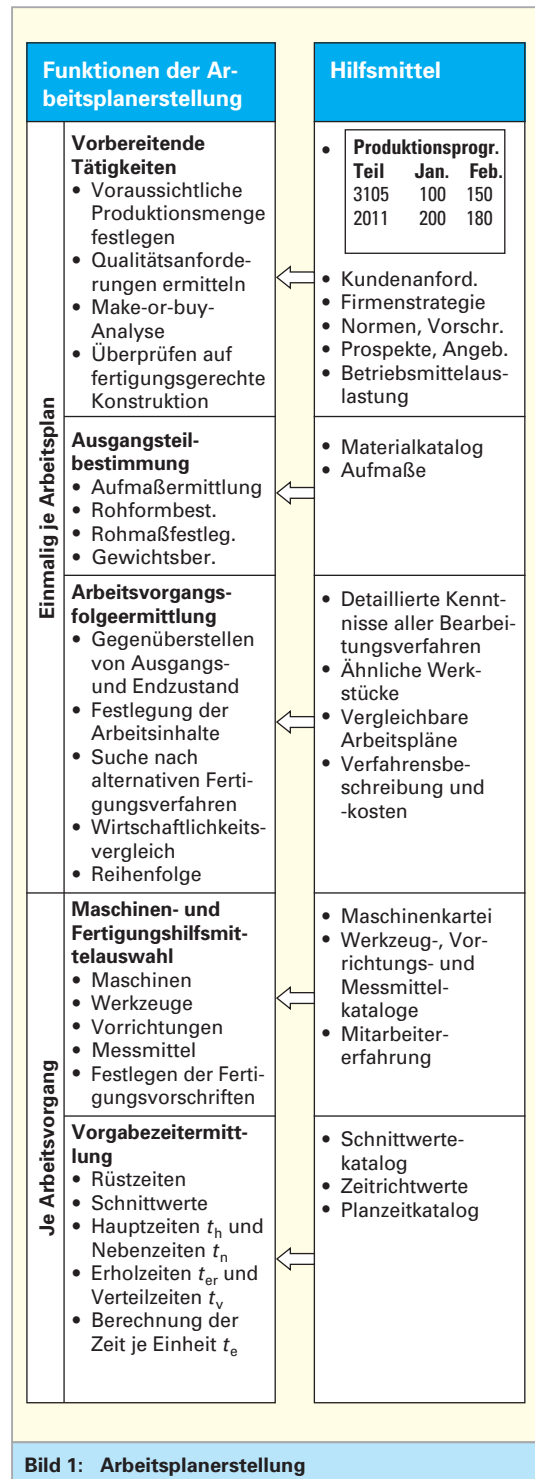 Funktionen der Ar-
beitsplanerstellung
Hilfsmittel
Einmalig je Arbeitsplan
Vorbereitende
Tätigkeiten
• Voraussichtliche
Produktionsmenge
festlegen
• Qualitätsanforde-
rungen ermitteln
• Make-or-buy-
Analyse
• Überprüfen auf
fertigungsgerechte
Konstruktion
• Produktionsprogr.
Teil Jan. Feb.
3105 100 150
2011 200 180
• Kundenanford.
• Firmenstrategie
• Normen, Vorschr.
• Prospekte, Angeb.
• Betriebsmittelaus-
lastung
Ausgangsteil-
bestimmung
• Aufmaßermittlung
• Rohformbest.
• Rohmaßfestleg.
• Gewichtsber.
• Materialkatalog
• Aufmaße
Arbeitsvorgangs-
folgeermittlung
• Gegenüberstellen
von Ausgangs-
und Endzustand
• Festlegung der
Arbeitsinhalte
• Suche nach
alternativen Ferti-
gungsverfahren
• Wirtschaftlichkeits-
vergleich
• Reihenfolge
• Detaillierte Kennt-
nisse aller Bearbei-
tungsverfahren
• Ähnliche Werk-
stücke
• Vergleichbare
Arbeitspläne
• Verfahrensbe-
schreibung und
-kosten
Je Arbeitsvorgang
Maschinen- und
Fertigungshilfsmit-
telauswahl
• Maschinen
• Werkzeuge
• Vorrichtungen
• Messmittel
• Festlegen der Ferti-
gungsvorschriften
• Maschinenkartei
• Werkzeug-, Vor-
richtungs- und
Messmittel-
kataloge
• Mitarbeiter-
erfahrung
Vorgabezeitermitt-
lung
• Rüstzeiten
• Schnittwerte
• Hauptzeiten t_h und
Nebenzeiten t_n
• Erholzeiten t_er und
Verteilzeiten t_v
• Berechnung der
Zeit je Einheit t_e
• Schnittwerte-
katalog
• Zeitrichtwerte
• Planzeitkatalog
Bild 1: Arbeitsplanerstellung